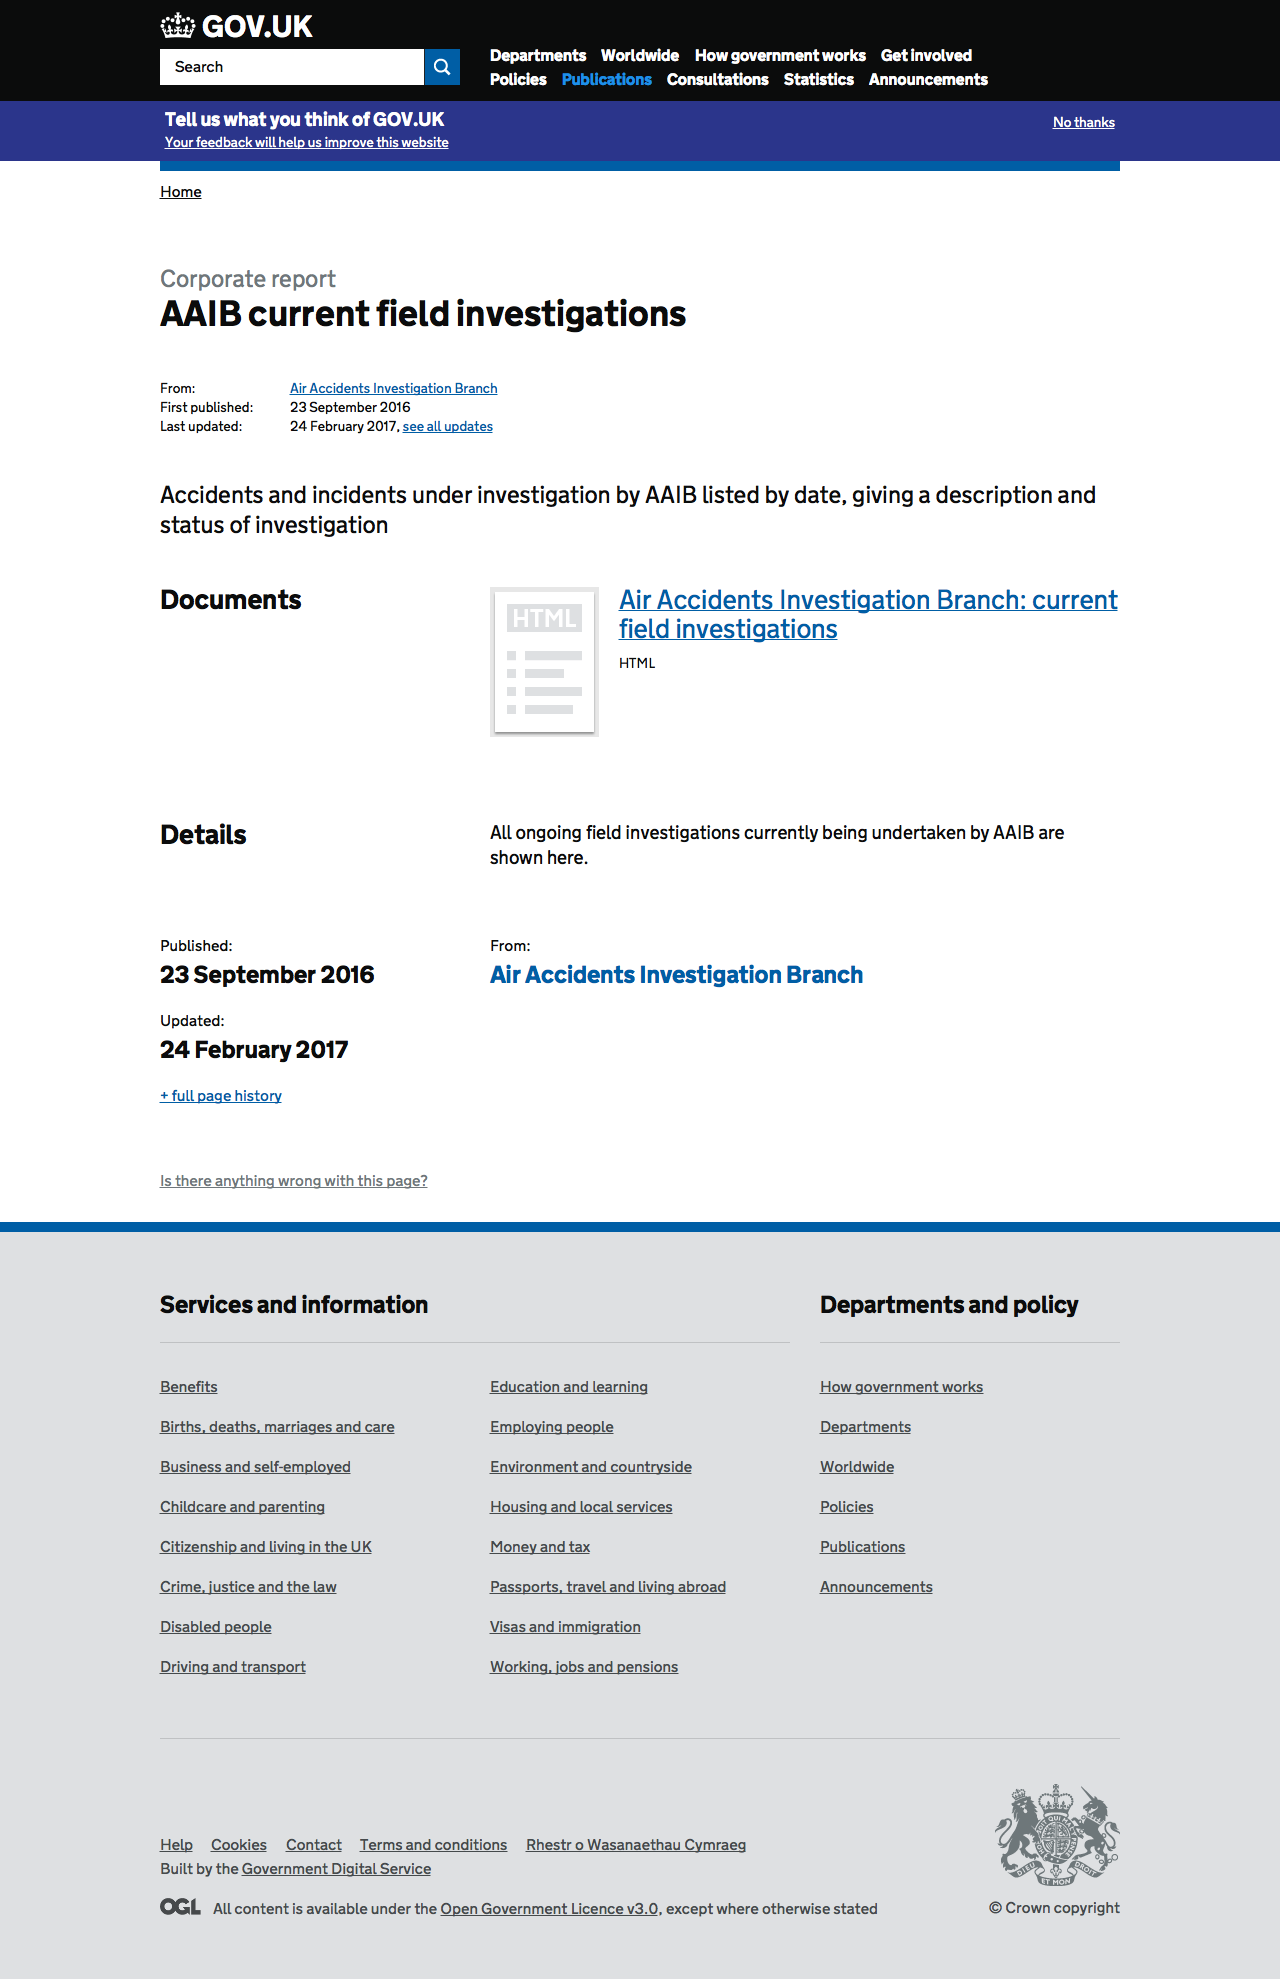 GOV.UK
Search
Departments Worldwide How government works Get involved
Policies Publications Consultations Statistics Announcements
Tell us what you think of GOV.UK
Your feedback will help us improve this website
No thanks
Home
Corporate report
AAIB current field investigations
From: Air Accidents Investigation Branch
First published: 23 September 2016
Last updated: 24 February 2017, see all updates
Accidents and incidents under investigation by AAIB listed by date, giving a description and
status of investigation
Documents
HTML
Air Accidents Investigation Branch: current
field investigations
HTML
Details
All ongoing field investigations currently being undertaken by AAIB are
shown here.
Published:
23 September 2016
Updated:
24 February 2017
+ full page history
From:
Air Accidents Investigation Branch
Is there anything wrong with this page?
Services and information
Benefits
Births, deaths, marriages and care
Business and self-employed
Childcare and parenting
Citizenship and living in the UK
Crime, justice and the law
Disabled people
Driving and transport
Education and learning
Employing people
Environment and countryside
Housing and local services
Money and tax
Passports, travel and living abroad
Visas and immigration
Working, jobs and pensions
Departments and policy
How government works
Departments
Worldwide
Policies
Publications
Announcements
Help Cookies Contact Terms and conditions Rhestr o Wasanaethau Cymraeg
Built by the Government Digital Service
OGL All content is available under the Open Government Licence v3.0, except where otherwise stated
DIEU ET MON DROIT
© Crown copyright